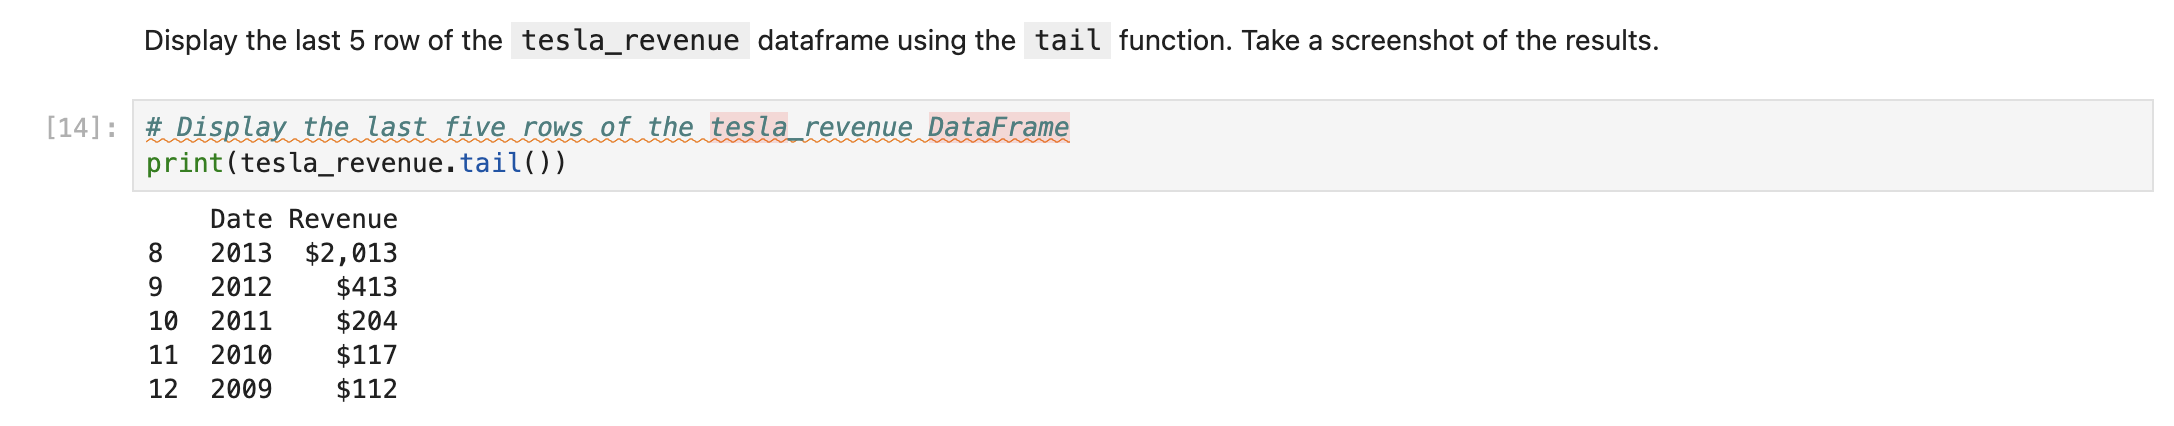 Display the last 5 row of the tesla_revenue dataframe using the tail function. Take a screenshot of the results.
[14]: # Display the last five rows of the tesla_revenue DataFrame
print(tesla_revenue.tail())
Date Revenue
8 2013 $2,013
9 2012 $413
10 2011 $204
11 2010 $117
12 2009 $112